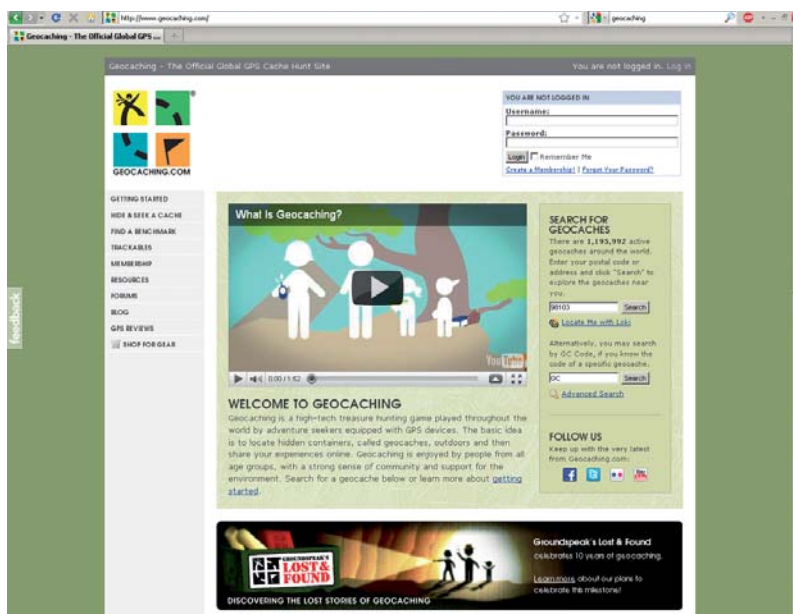 http://www.geocaching.com/
geocaching
Geocaching - The Official Global GPS ...
Geocaching - The Official Global GPS Cache Hunt Site
You are not logged in. Log in
GEOCACHING.COM
YOU ARE NOT LOGGED IN
Username:
Password:
Login Remember Me
Create a Membership! | Forgot Your Password?
GETTING STARTED
HIDE & SEEK A CACHE
FIND A BENCHMARK
TRACKABLES
MEMBERSHIP
RESOURCES
FORUMS
BLOG
GPS REVIEWS
SHOP FOR GEAR
feedback
What Is Geocaching?
YouTube
0:00 / 1:52
WELCOME TO GEOCACHING
Geocaching is a high-tech treasure hunting game played throughout the
world by adventure seekers equipped with GPS devices. The basic idea
is to locate hidden containers, called geocaches, outdoors and then
share your experiences online. Geocaching is enjoyed by people from all
age groups, with a strong sense of community and support for the
environment. Search for a geocache below or learn more about getting
started.
SEARCH FOR
GEOCACHES
There are 1,193,992 active
geocaches around the world.
Enter your postal code or
address and click "Search" to
explore the geocaches near
you.
98103 Search
Locate Me with Loki
Alternatively, you may search
by GC Code, if you know the
code of a specific geocache.
GC Search
Advanced Search
FOLLOW US
Keep up with the very latest
from Geocaching.com:
GROUNDSPEAK'S
LOST &
FOUND
DISCOVERING THE LOST STORIES OF GEOCACHING
Groundspeak's Lost & Found
celebrates 10 years of geocaching.
Learn more about our plans to
celebrate this milestone!